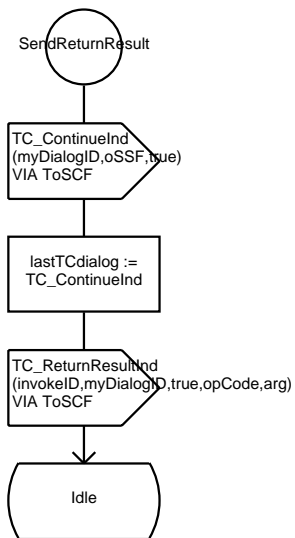 SendReturnResult
TC_ContinueInd
(myDialogID,oSSF,true)
VIA ToSCF
lastTCdialog :=
TC_ContinueInd
TC_ReturnResultInd
(invokeID,myDialogID,true,opCode,arg)
VIA ToSCF
Idle